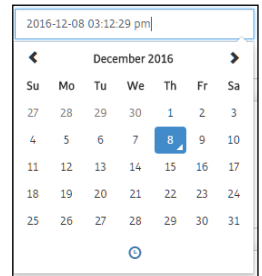 2016-12-08 03:12:29 pm
December 2016
Su Mo Tu We Th Fr Sa
27 28 29 30 1 2 3
4 5 6 7 8 9 10
11 12 13 14 15 16 17
18 19 20 21 22 23 24
25 26 27 28 29 30 31